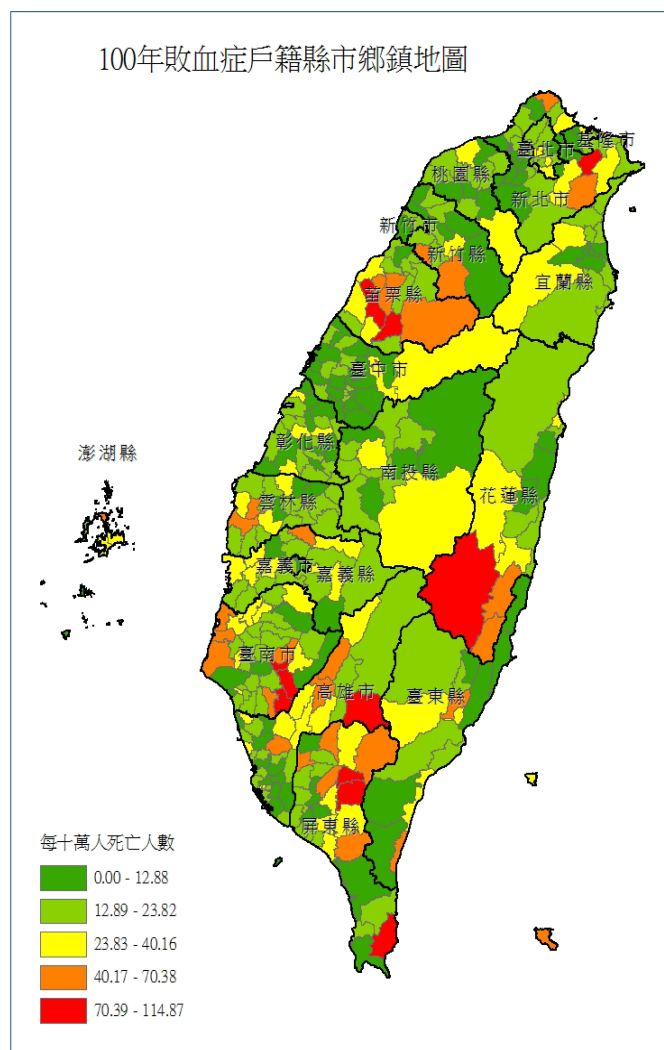 100年敗血症戶籍縣市鄉鎮地圖
基隆市
臺北市
桃園縣
新北市
新竹市
新竹縣
宜蘭縣
苗栗縣
臺中市
彰化縣
南投縣
澎湖縣
花蓮縣
雲林縣
嘉義市
嘉義縣
臺南市
高雄市
臺東縣
屏東縣
每十萬人死亡人數
0.00 - 12.88
12.89 - 23.82
23.83 - 40.16
40.17 - 70.38
70.39 - 114.87